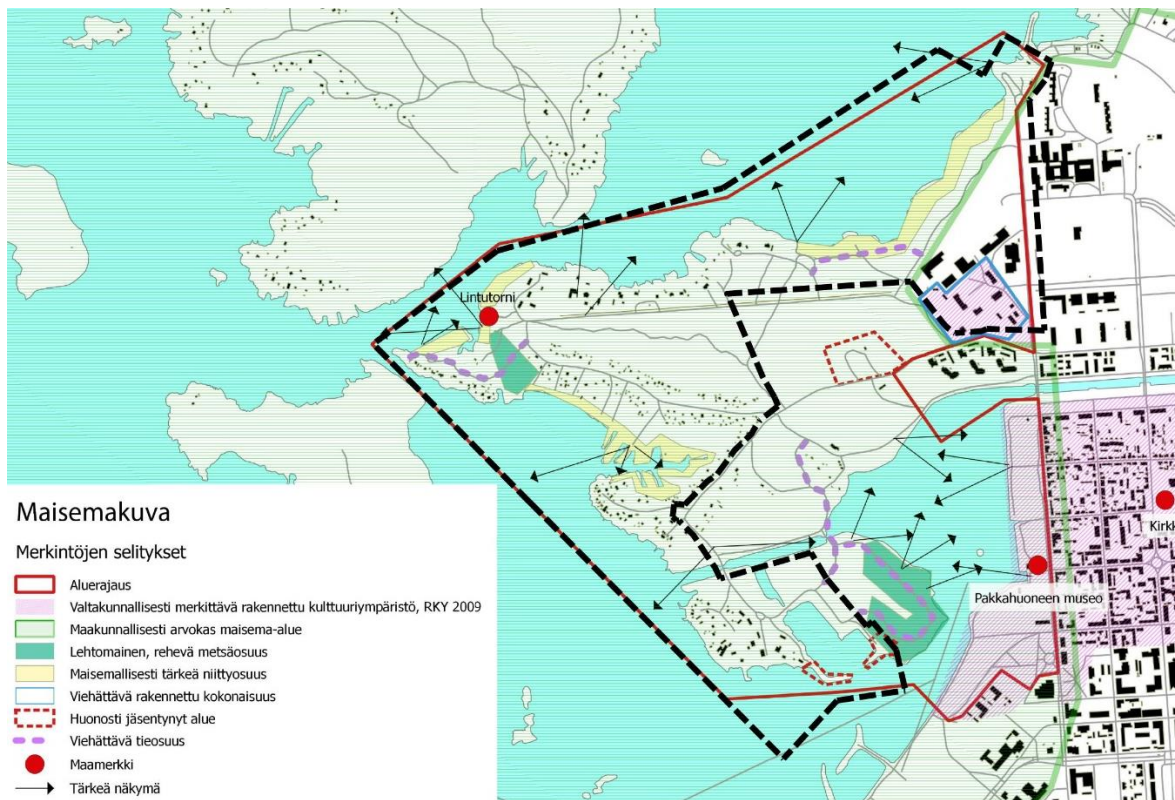 Lintutorni
Kirkk
Pakkahuoneen museo
Maisemakuva
Merkintöjen selitykset
Aluerajaus
Valtakunnallisesti merkittävä rakennettu kulttuuriympäristö, RKY 2009
Maakunnallisesti arvokas maisema-alue
Lehtomainen, rehevä metsäosuus
Maisemallisesti tärkeä niittyosuus
Viehättävä rakennettu kokonaisuus
Huonosti jäsentynyt alue
Viehättävä tieosuus
Maamerkki
Tärkeä näkymä